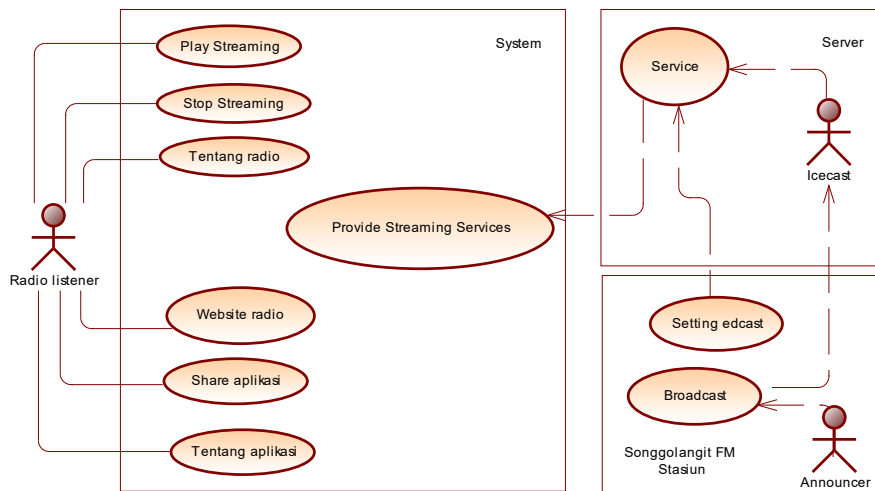 Play Streaming
System
Stop Streaming
Tentang radio
Provide Streaming Services
Radio listener
Website radio
Share aplikasi
Tentang aplikasi
Server
Service
Icecast
Setting edcast
Broadcast
Songgolangit FM
Stasiun
Announcer